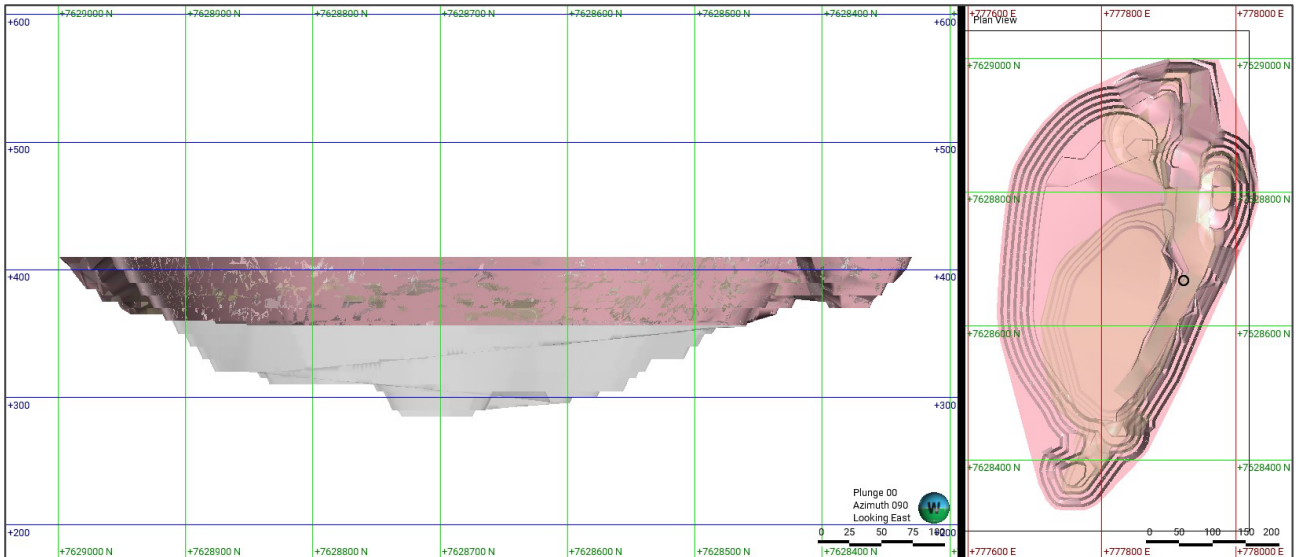 +7629000 N +7628900 N +7628800 N +7628700 N +7628600 N +7628500 N +7628400 N
+600 +600
+500 +500
+400 +400
+300 +300
+200 +200
Plunge 00
Azimuth 090
Looking East
W
0 25 50 75 100
+7629000 N +7628900 N +7628800 N +7628700 N +7628600 N +7628500 N +7628400 N
+777600 E +777800 E +778000 E
Plan View
+7629000 N +7629000 N
+7628800 N +7628800 N
+7628600 N +7628600 N
+7628400 N +7628400 N
0 50 100 150 200
+777600 E +777800 E +778000 E